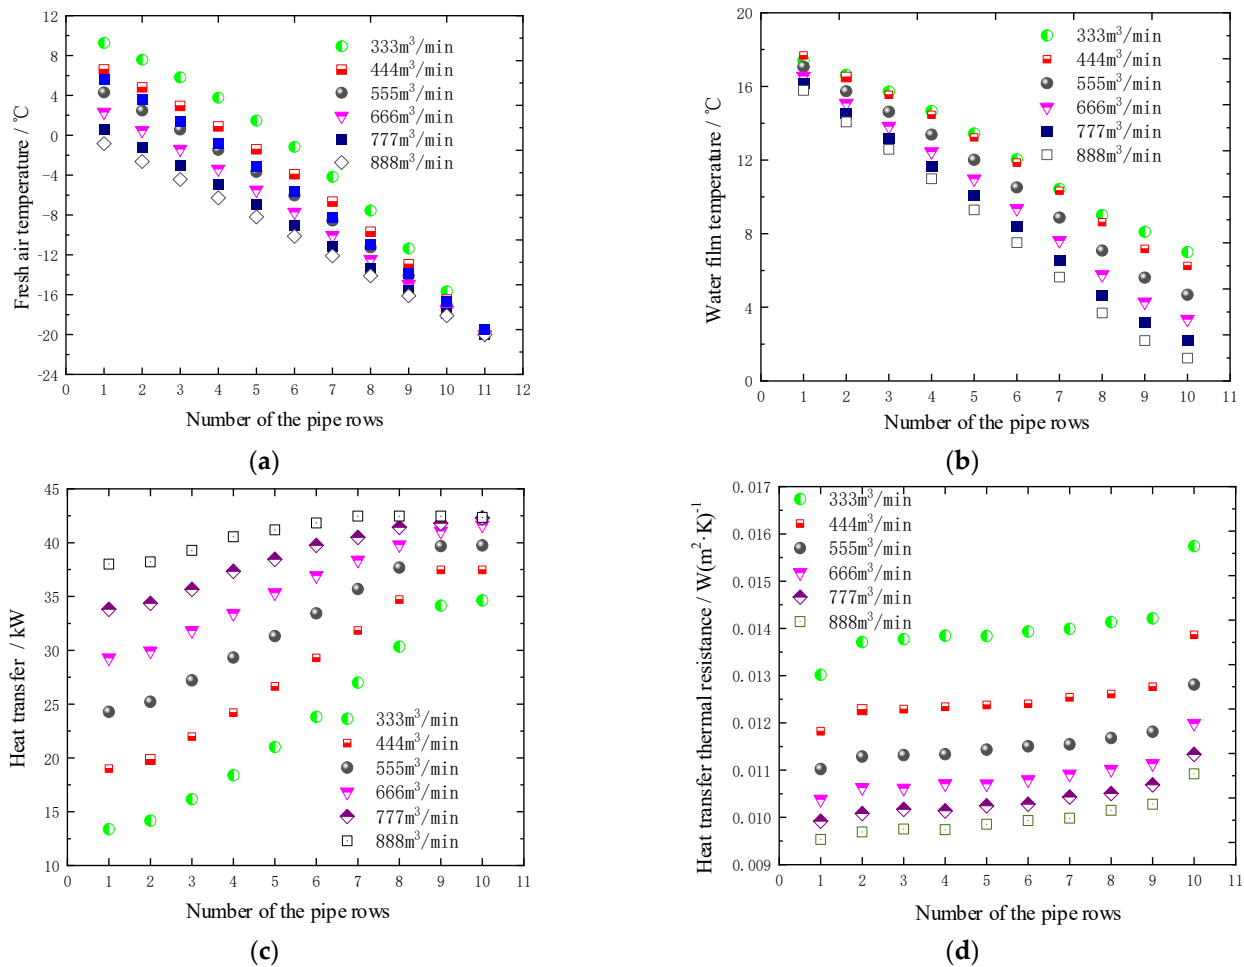 12
8
4
0
-4
-8
-12
-16
-20
-24
Fresh air temperature / ℃
333m³/min
444m³/min
555m³/min
666m³/min
777m³/min
888m³/min
0 1 2 3 4 5 6 7 8 9 10 11 12
Number of the pipe rows
(a)
20
16
12
8
4
0
Water film temperature / ℃
333m³/min
444m³/min
555m³/min
666m³/min
777m³/min
888m³/min
0 1 2 3 4 5 6 7 8 9 10 11
Number of the pipe rows
(b)
45
40
35
30
25
20
15
10
Heat transfer / kW
333m³/min
444m³/min
555m³/min
666m³/min
777m³/min
888m³/min
0 1 2 3 4 5 6 7 8 9 10 11
Number of the pipe rows
(c)
0.017
0.016
0.015
0.014
0.013
0.012
0.011
0.010
0.009
Heat transfer thermal resistance / W(m²·K)⁻¹
333m³/min
444m³/min
555m³/min
666m³/min
777m³/min
888m³/min
0 1 2 3 4 5 6 7 8 9 10 11
Number of the pipe rows
(d)